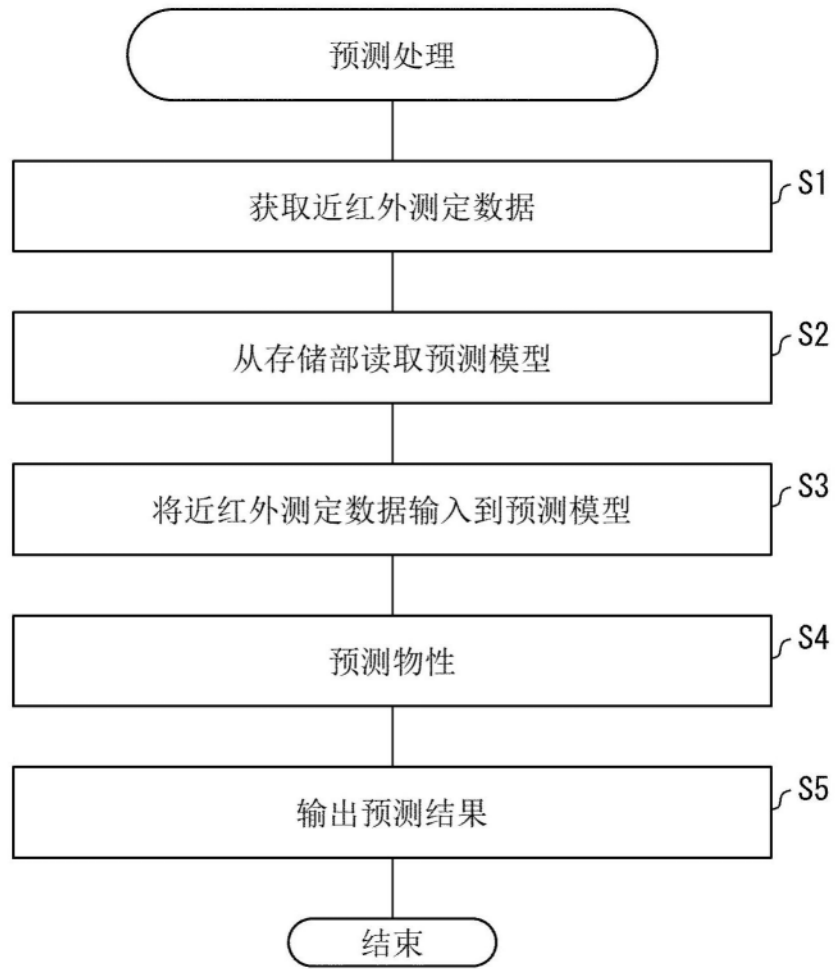 预测处理
获取近红外测定数据
S1
从存储部读取预测模型
S2
将近红外测定数据输入到预测模型
S3
预测物性
S4
输出预测结果
S5
结束